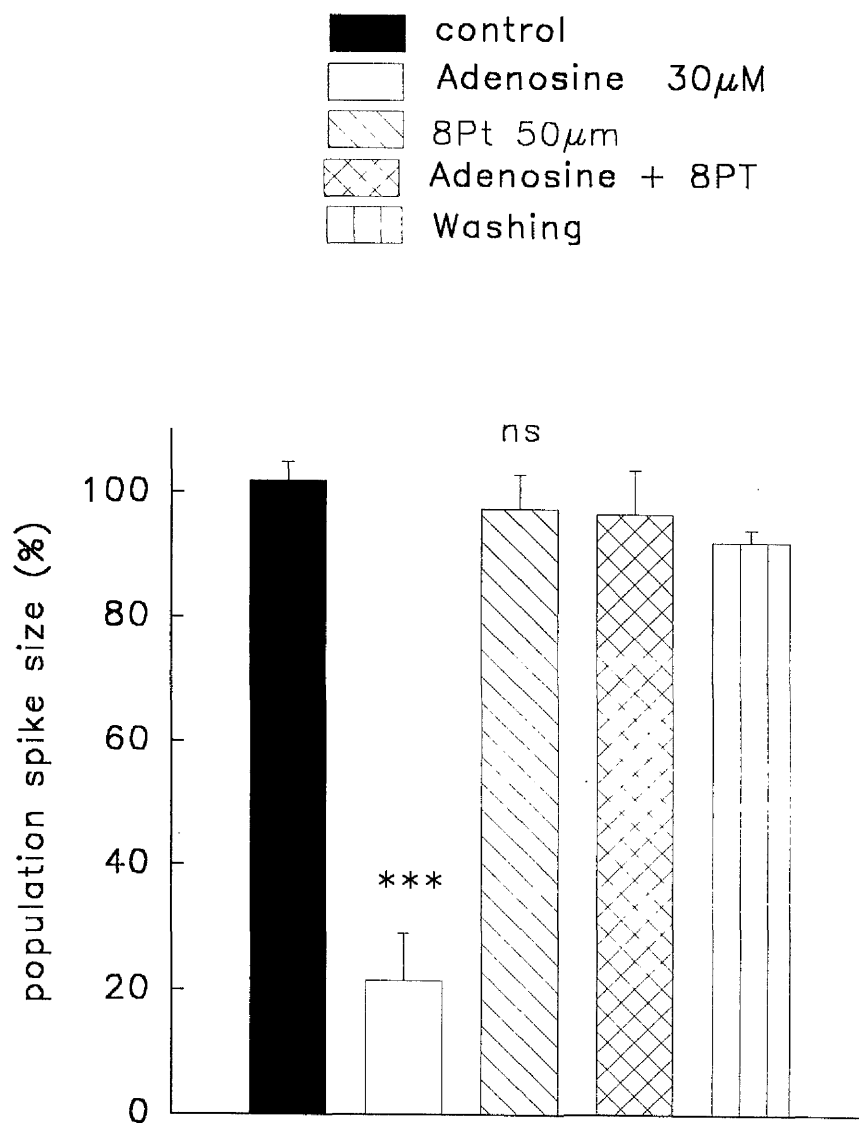 control
Adenosine 30μM
8Pt 50μm
Adenosine + 8PT
Washing
ns
100
80
60
40
20
0
***
population spike size (%)